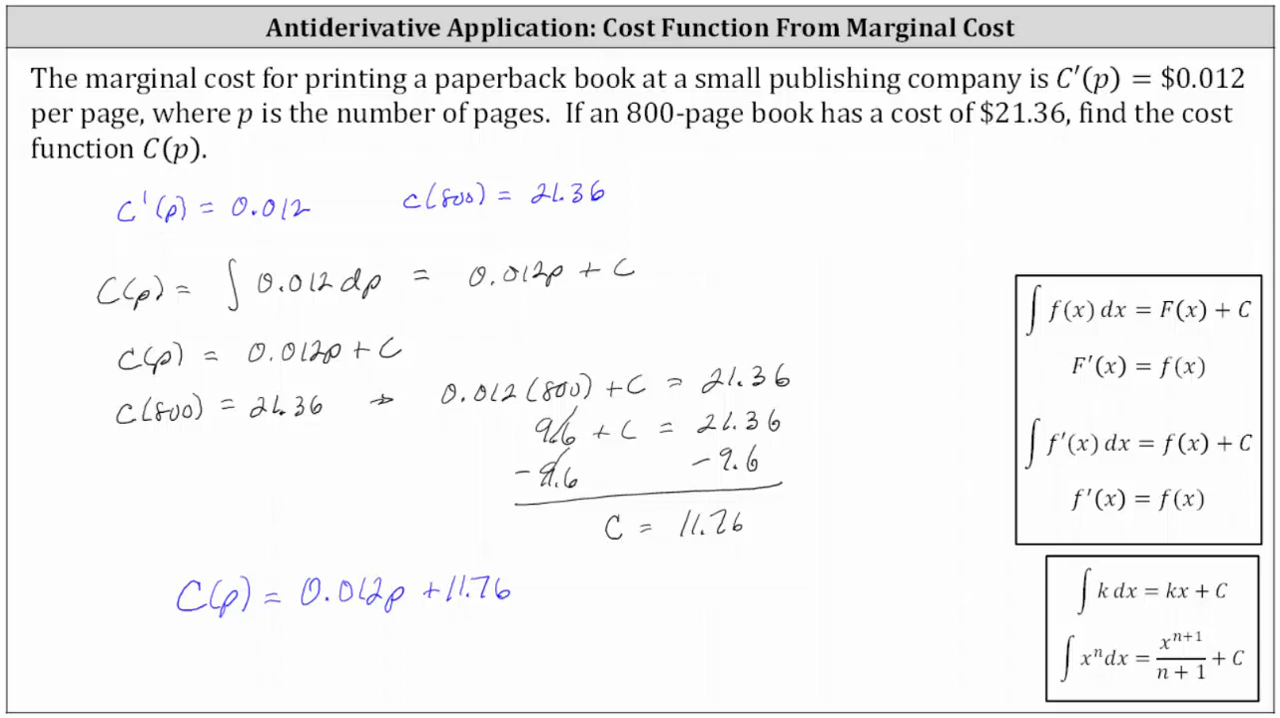 Antiderivative Application: Cost Function From Marginal Cost
The marginal cost for printing a paperback book at a small publishing company is C′(p) = $0.012
per page, where p is the number of pages. If an 800-page book has a cost of $21.36, find the cost
function C(p).
C'(p) = 0.012 C(800) = 21.36
C(p) = ∫ 0.012 dp = 0.012p + C
C(p) = 0.012p + C
C(800) = 21.36 → 0.012(800) + C = 21.36
9.6 + C = 21.36
-9.6 -9.6
C = 11.76
C(p) = 0.012p + 11.76
∫ f(x) dx = F(x) + C
F′(x) = f(x)
∫ f′(x) dx = f(x) + C
f′(x) = f(x)
∫ k dx = kx + C
∫ xⁿdx = xⁿ⁺¹/(n + 1) + C